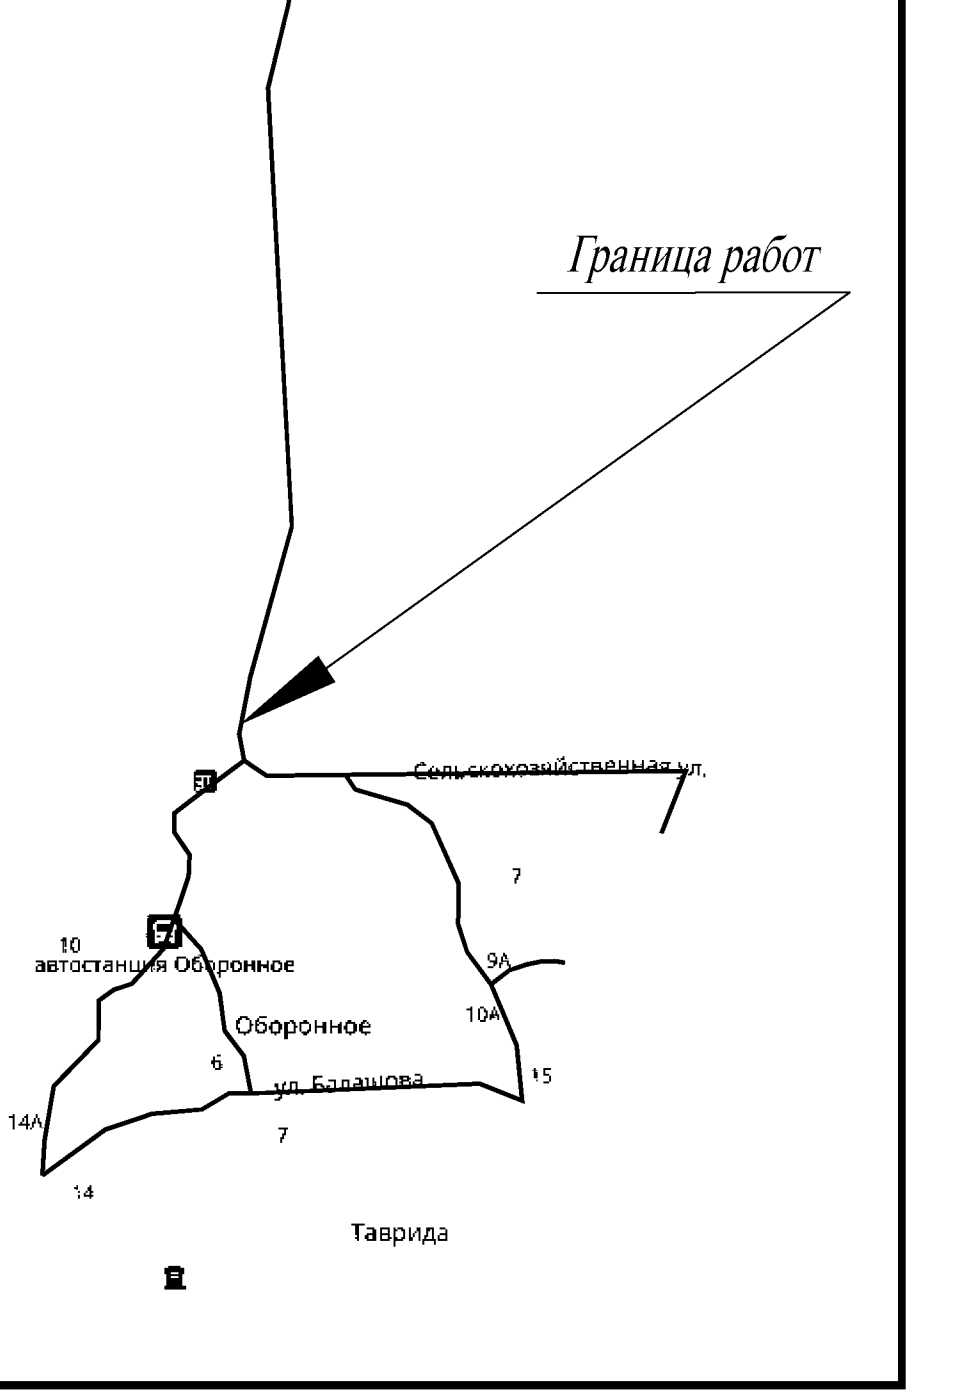 Граница работ
Сельскохозяйственная ул.
7
10
9А
автостанция Оборонное
10А
Оборонное
6
15
ул. Балашова
14А
7
14
Таврида